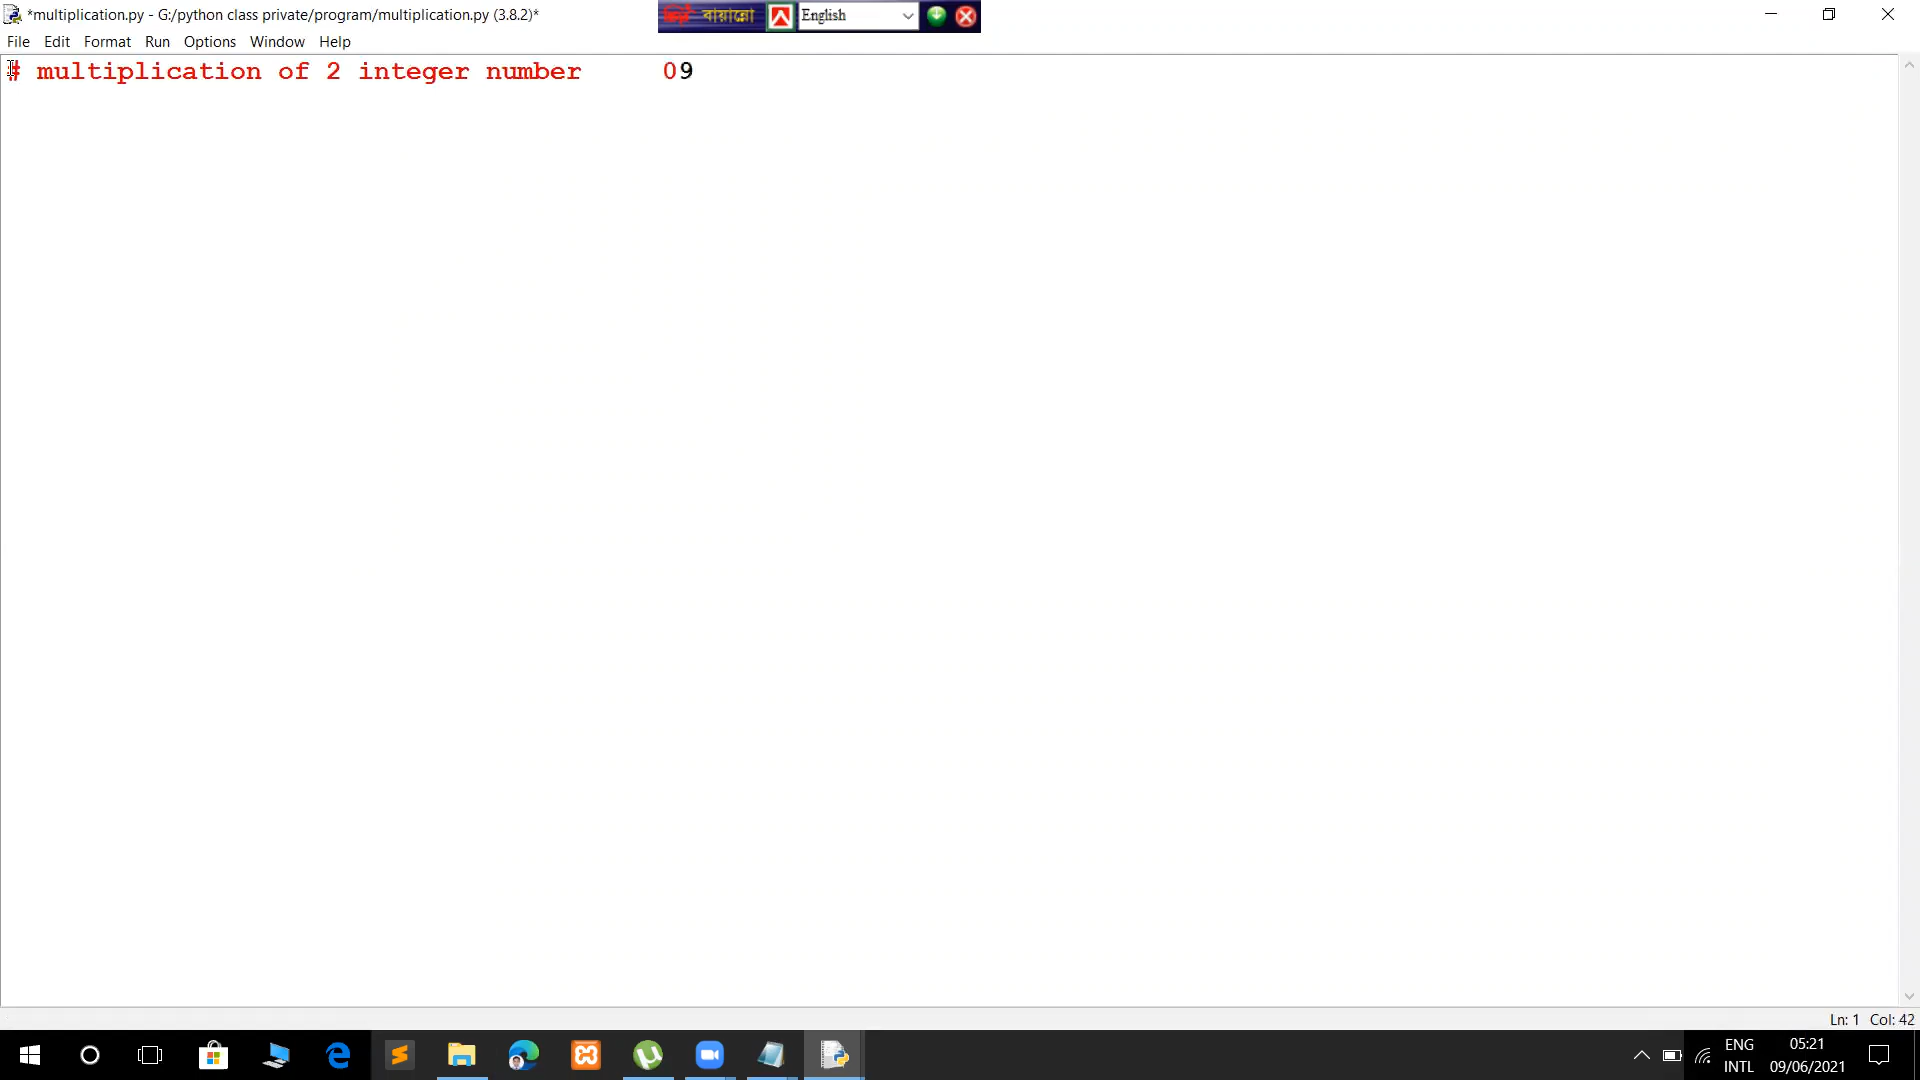 *multiplication.py - G:/python class private/program/multiplication.py (3.8.2)*
বায়ান্নো
English
File Edit Format Run Options Window Help
# multiplication of 2 integer number 09
Ln: 1 Col: 42
ENG
INTL
05:21
09/06/2021